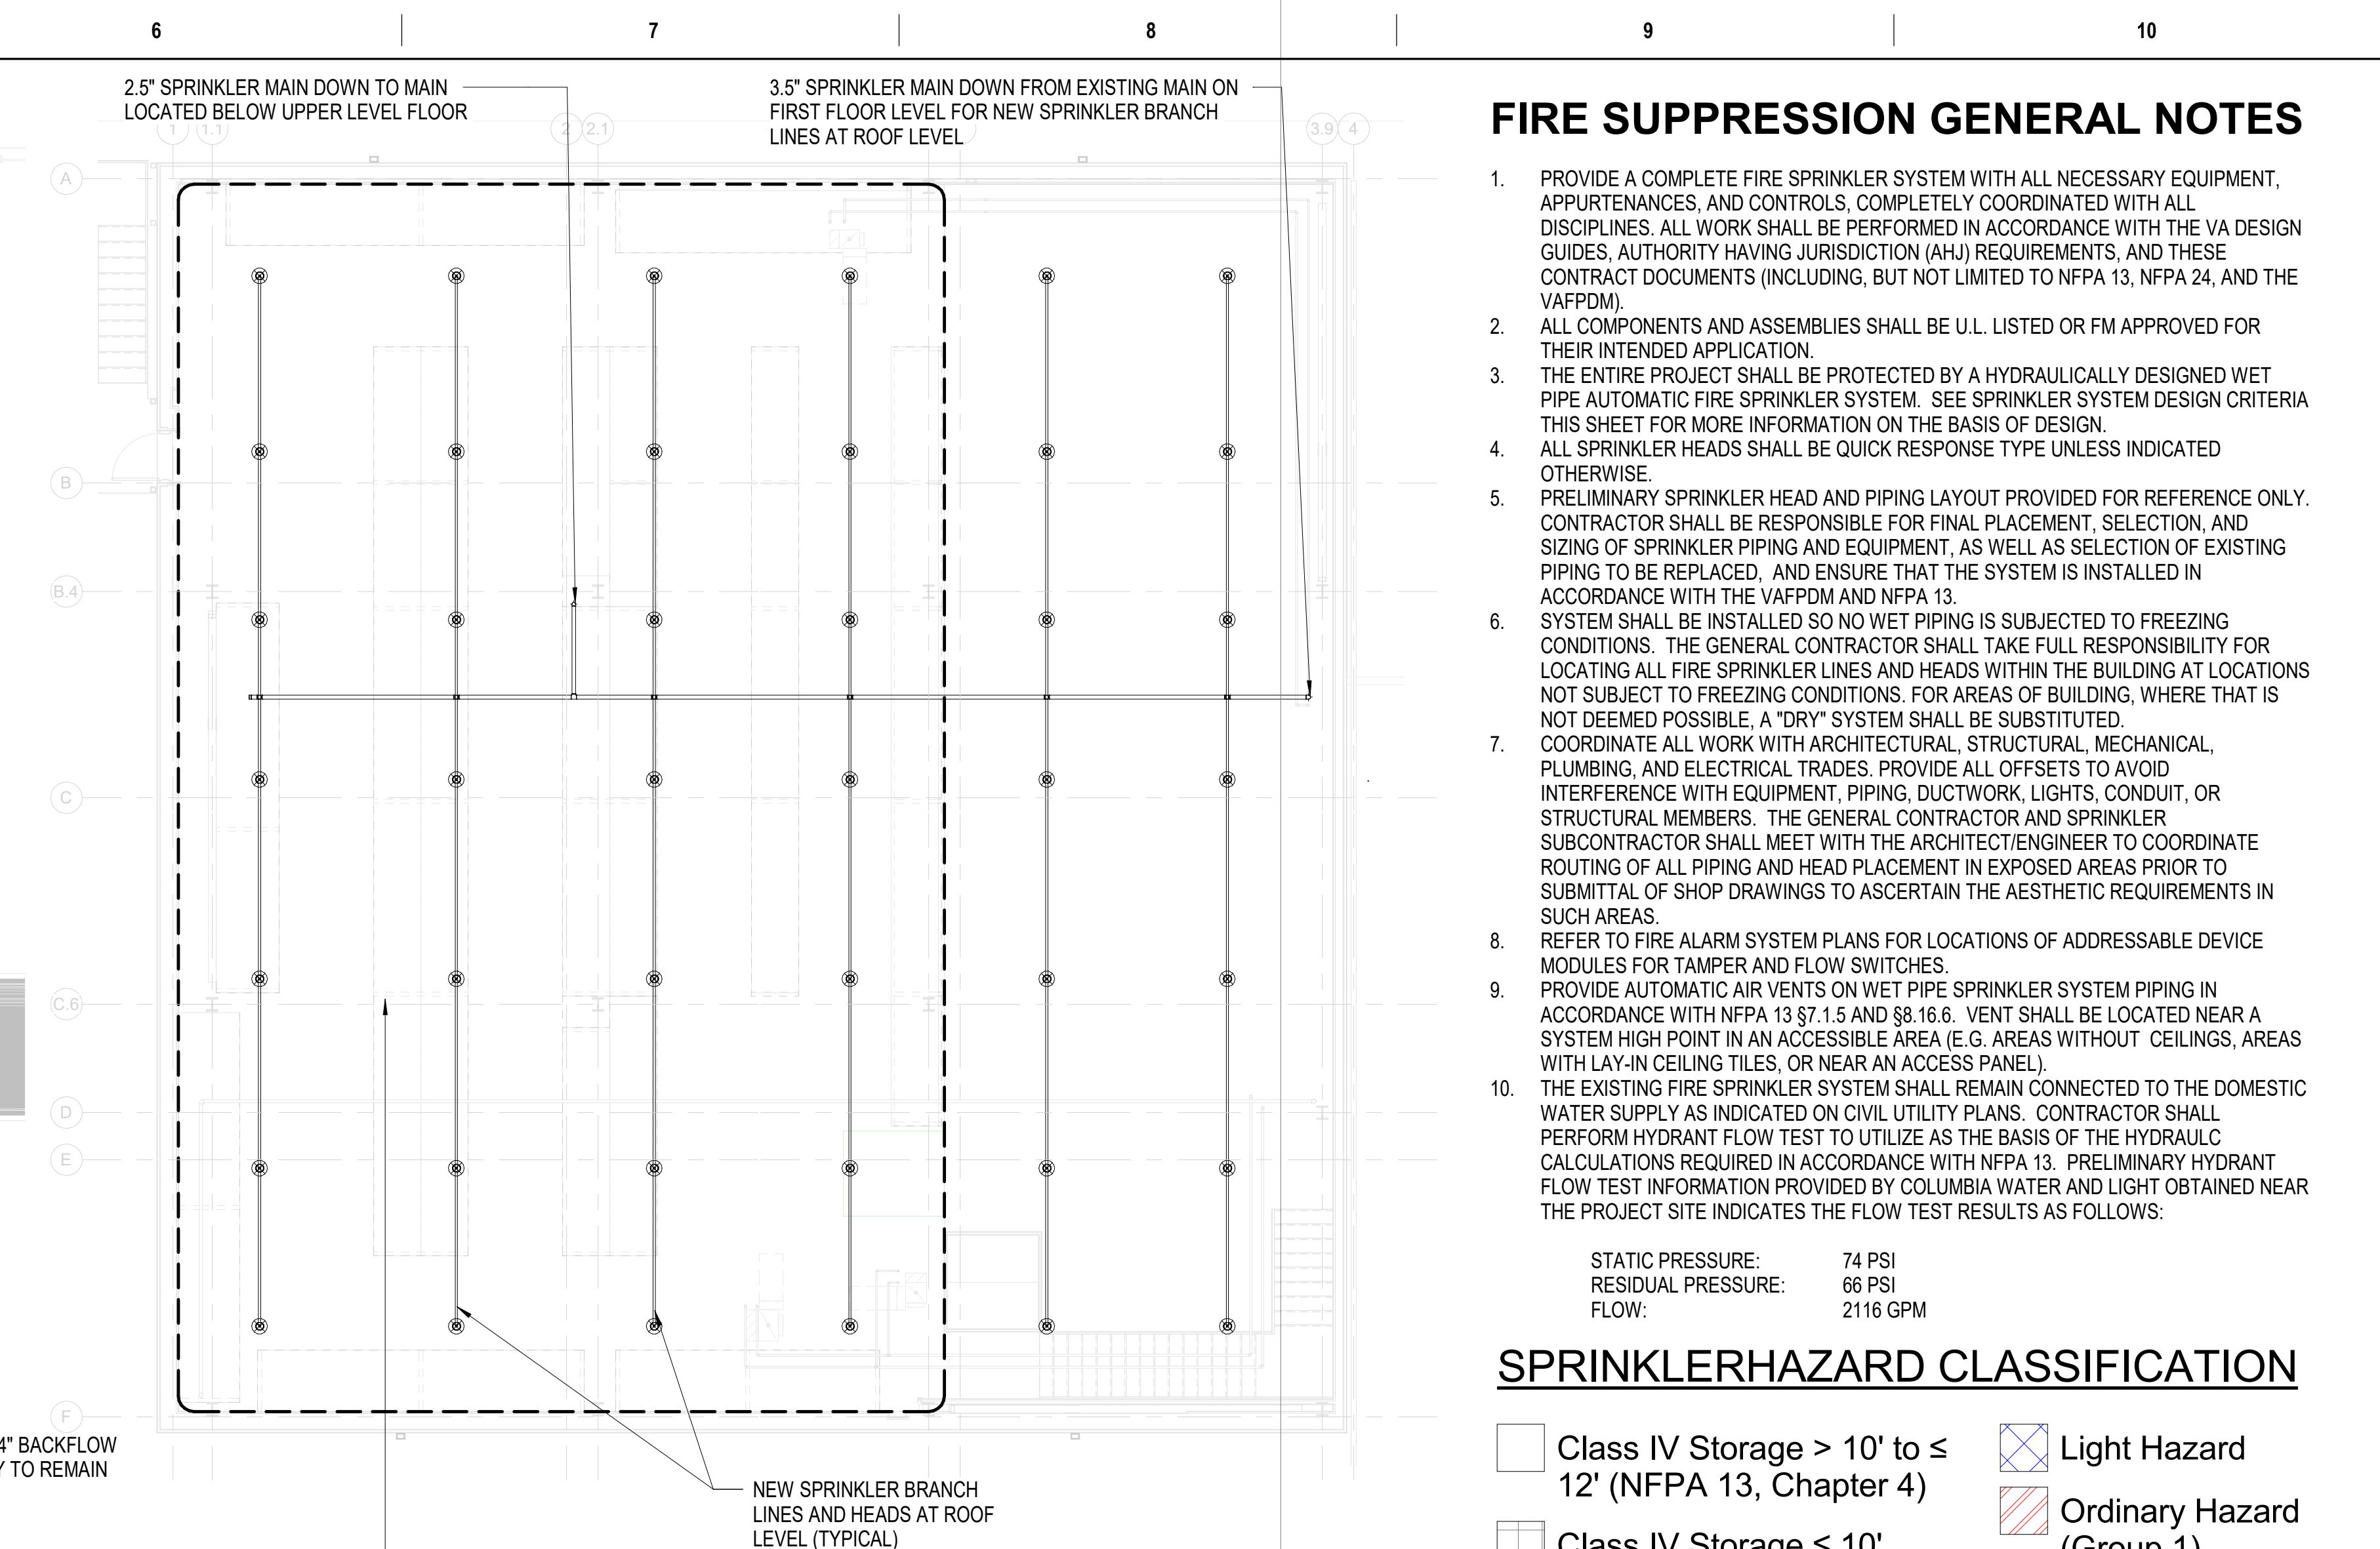 6
7
8
9
10
2.5" SPRINKLER MAIN DOWN TO MAIN
LOCATED BELOW UPPER LEVEL FLOOR
3.5" SPRINKLER MAIN DOWN FROM EXISTING MAIN ON
FIRST FLOOR LEVEL FOR NEW SPRINKLER BRANCH
LINES AT ROOF LEVEL
1
1.1
2
2.1
3.9
4
A
B
B.4
C
C.6
D
E
F
4" BACKFLOW
TO REMAIN
NEW SPRINKLER BRANCH
LINES AND HEADS AT ROOF
LEVEL (TYPICAL)
FIRE SUPPRESSION GENERAL NOTES
1. PROVIDE A COMPLETE FIRE SPRINKLER SYSTEM WITH ALL NECESSARY EQUIPMENT,
APPURTENANCES, AND CONTROLS, COMPLETELY COORDINATED WITH ALL
DISCIPLINES. ALL WORK SHALL BE PERFORMED IN ACCORDANCE WITH THE VA DESIGN
GUIDES, AUTHORITY HAVING JURISDICTION (AHJ) REQUIREMENTS, AND THESE
CONTRACT DOCUMENTS (INCLUDING, BUT NOT LIMITED TO NFPA 13, NFPA 24, AND THE
VAFPDM).
2. ALL COMPONENTS AND ASSEMBLIES SHALL BE U.L. LISTED OR FM APPROVED FOR
THEIR INTENDED APPLICATION.
3. THE ENTIRE PROJECT SHALL BE PROTECTED BY A HYDRAULICALLY DESIGNED WET
PIPE AUTOMATIC FIRE SPRINKLER SYSTEM. SEE SPRINKLER SYSTEM DESIGN CRITERIA
THIS SHEET FOR MORE INFORMATION ON THE BASIS OF DESIGN.
4. ALL SPRINKLER HEADS SHALL BE QUICK RESPONSE TYPE UNLESS INDICATED
OTHERWISE.
5. PRELIMINARY SPRINKLER HEAD AND PIPING LAYOUT PROVIDED FOR REFERENCE ONLY.
CONTRACTOR SHALL BE RESPONSIBLE FOR FINAL PLACEMENT, SELECTION, AND
SIZING OF SPRINKLER PIPING AND EQUIPMENT, AS WELL AS SELECTION OF EXISTING
PIPING TO BE REPLACED, AND ENSURE THAT THE SYSTEM IS INSTALLED IN
ACCORDANCE WITH THE VAFPDM AND NFPA 13.
6. SYSTEM SHALL BE INSTALLED SO NO WET PIPING IS SUBJECTED TO FREEZING
CONDITIONS. THE GENERAL CONTRACTOR SHALL TAKE FULL RESPONSIBILITY FOR
LOCATING ALL FIRE SPRINKLER LINES AND HEADS WITHIN THE BUILDING AT LOCATIONS
NOT SUBJECT TO FREEZING CONDITIONS. FOR AREAS OF BUILDING, WHERE THAT IS
NOT DEEMED POSSIBLE, A "DRY" SYSTEM SHALL BE SUBSTITUTED.
7. COORDINATE ALL WORK WITH ARCHITECTURAL, STRUCTURAL, MECHANICAL,
PLUMBING, AND ELECTRICAL TRADES. PROVIDE ALL OFFSETS TO AVOID
INTERFERENCE WITH EQUIPMENT, PIPING, DUCTWORK, LIGHTS, CONDUIT, OR
STRUCTURAL MEMBERS. THE GENERAL CONTRACTOR AND SPRINKLER
SUBCONTRACTOR SHALL MEET WITH THE ARCHITECT/ENGINEER TO COORDINATE
ROUTING OF ALL PIPING AND HEAD PLACEMENT IN EXPOSED AREAS PRIOR TO
SUBMITTAL OF SHOP DRAWINGS TO ASCERTAIN THE AESTHETIC REQUIREMENTS IN
SUCH AREAS.
8. REFER TO FIRE ALARM SYSTEM PLANS FOR LOCATIONS OF ADDRESSABLE DEVICE
MODULES FOR TAMPER AND FLOW SWITCHES.
9. PROVIDE AUTOMATIC AIR VENTS ON WET PIPE SPRINKLER SYSTEM PIPING IN
ACCORDANCE WITH NFPA 13 §7.1.5 AND §8.16.6. VENT SHALL BE LOCATED NEAR A
SYSTEM HIGH POINT IN AN ACCESSIBLE AREA (E.G. AREAS WITHOUT CEILINGS, AREAS
WITH LAY-IN CEILING TILES, OR NEAR AN ACCESS PANEL).
10. THE EXISTING FIRE SPRINKLER SYSTEM SHALL REMAIN CONNECTED TO THE DOMESTIC
WATER SUPPLY AS INDICATED ON CIVIL UTILITY PLANS. CONTRACTOR SHALL
PERFORM HYDRANT FLOW TEST TO UTILIZE AS THE BASIS OF THE HYDRAULC
CALCULATIONS REQUIRED IN ACCORDANCE WITH NFPA 13. PRELIMINARY HYDRANT
FLOW TEST INFORMATION PROVIDED BY COLUMBIA WATER AND LIGHT OBTAINED NEAR
THE PROJECT SITE INDICATES THE FLOW TEST RESULTS AS FOLLOWS:
STATIC PRESSURE: 74 PSI
RESIDUAL PRESSURE: 66 PSI
FLOW: 2116 GPM
SPRINKLERHAZARD CLASSIFICATION
Class IV Storage > 10' to ≤
12' (NFPA 13, Chapter 4)
Light Hazard
Class IV Storage ≤ 10'
Ordinary Hazard
(Group 1)